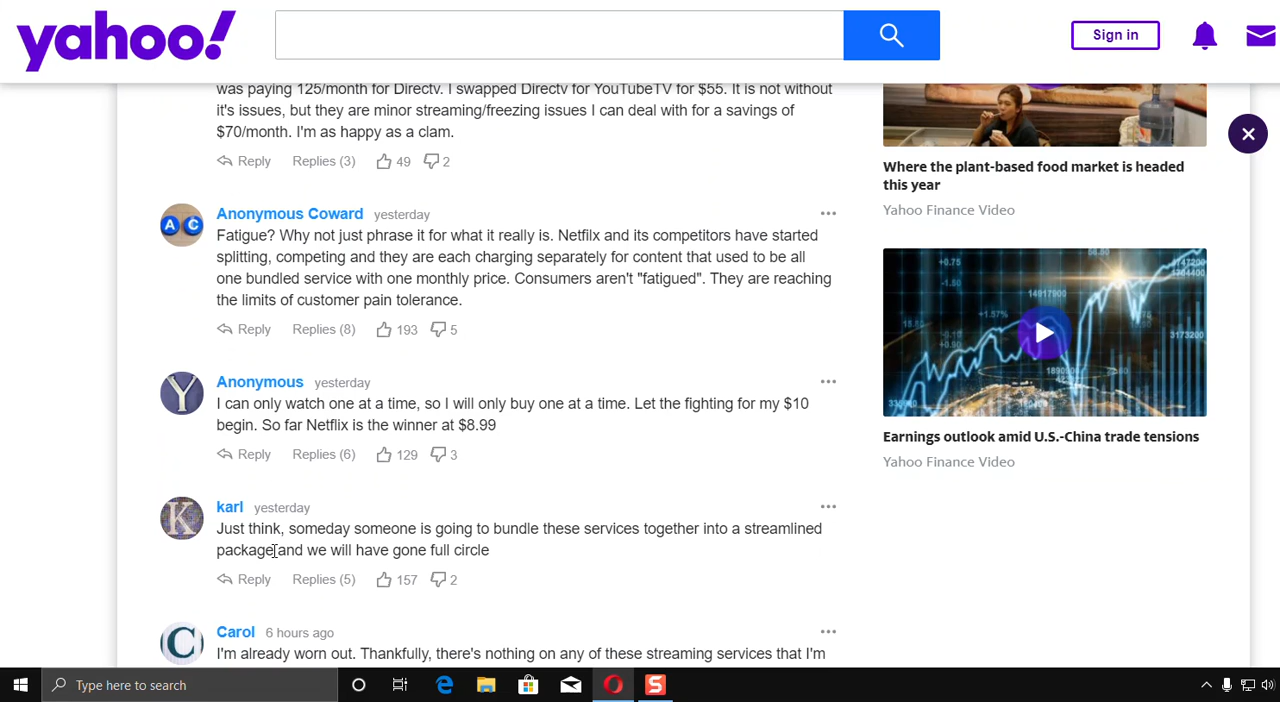 yahoo!
Sign in
was paying 125/month for Directv. I swapped Directv for YouTubeTV for $55. It is not without
it's issues, but they are minor streaming/freezing issues I can deal with for a savings of
$70/month. I'm as happy as a clam.
Reply Replies (3) 49 2
A C
Anonymous Coward yesterday
Fatigue? Why not just phrase it for what it really is. Netfilx and its competitors have started
splitting, competing and they are each charging separately for content that used to be all
one bundled service with one monthly price. Consumers aren't "fatigued". They are reaching
the limits of customer pain tolerance.
Reply Replies (8) 193 5
Y
Anonymous yesterday
I can only watch one at a time, so I will only buy one at a time. Let the fighting for my $10
begin. So far Netflix is the winner at $8.99
Reply Replies (6) 129 3
K
karl yesterday
Just think, someday someone is going to bundle these services together into a streamlined
package and we will have gone full circle
Reply Replies (5) 157 2
C
Carol 6 hours ago
I'm already worn out. Thankfully, there's nothing on any of these streaming services that I'm
Where the plant-based food market is headed
this year
Yahoo Finance Video
+0.75
-1.50
+1.57%
14917900
3173200
Earnings outlook amid U.S.-China trade tensions
Yahoo Finance Video
Type here to search